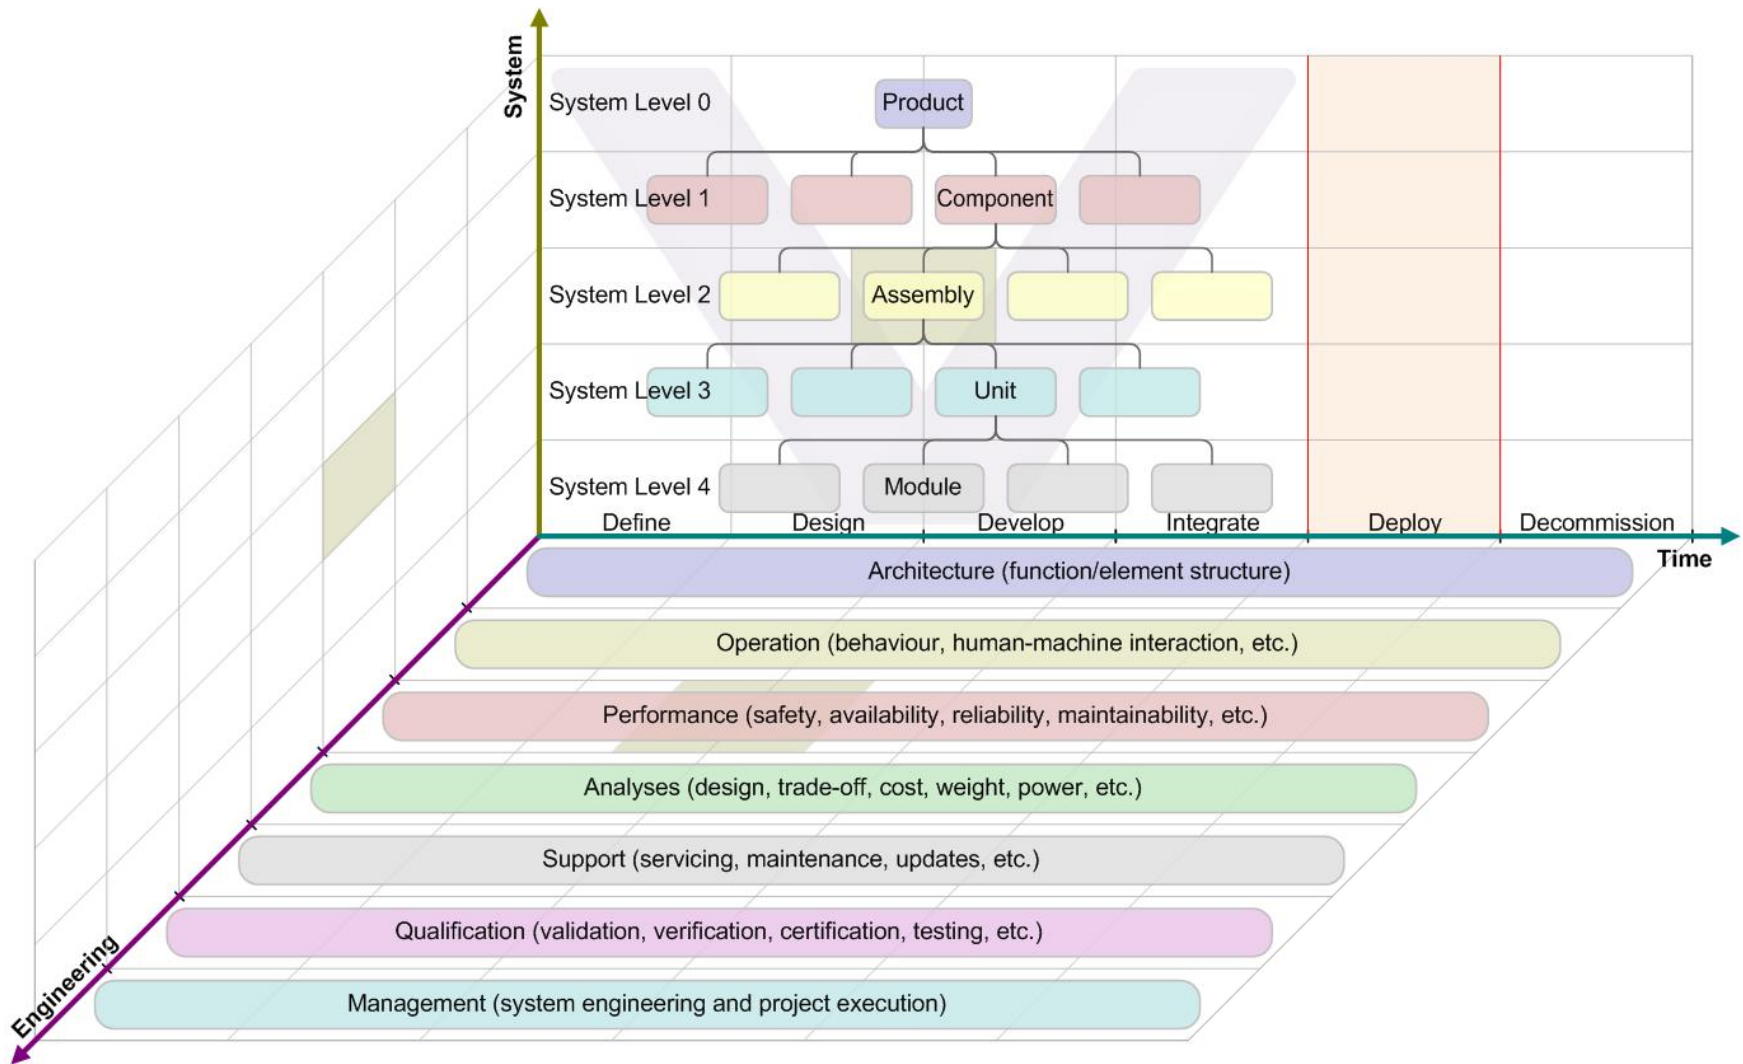 System
System Level 0
Product
System Level 1
Component
System Level 2
Assembly
System Level 3
Unit
System Level 4
Module
Define
Design
Develop
Integrate
Deploy
Decommission
Time
Architecture (function/element structure)
Operation (behaviour, human-machine interaction, etc.)
Performance (safety, availability, reliability, maintainability, etc.)
Analyses (design, trade-off, cost, weight, power, etc.)
Support (servicing, maintenance, updates, etc.)
Qualification (validation, verification, certification, testing, etc.)
Engineering
Management (system engineering and project execution)